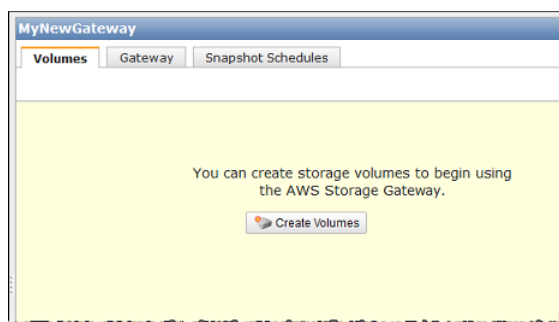 MyNewGateway
Volumes Gateway Snapshot Schedules
You can create storage volumes to begin using
the AWS Storage Gateway.
Create Volumes